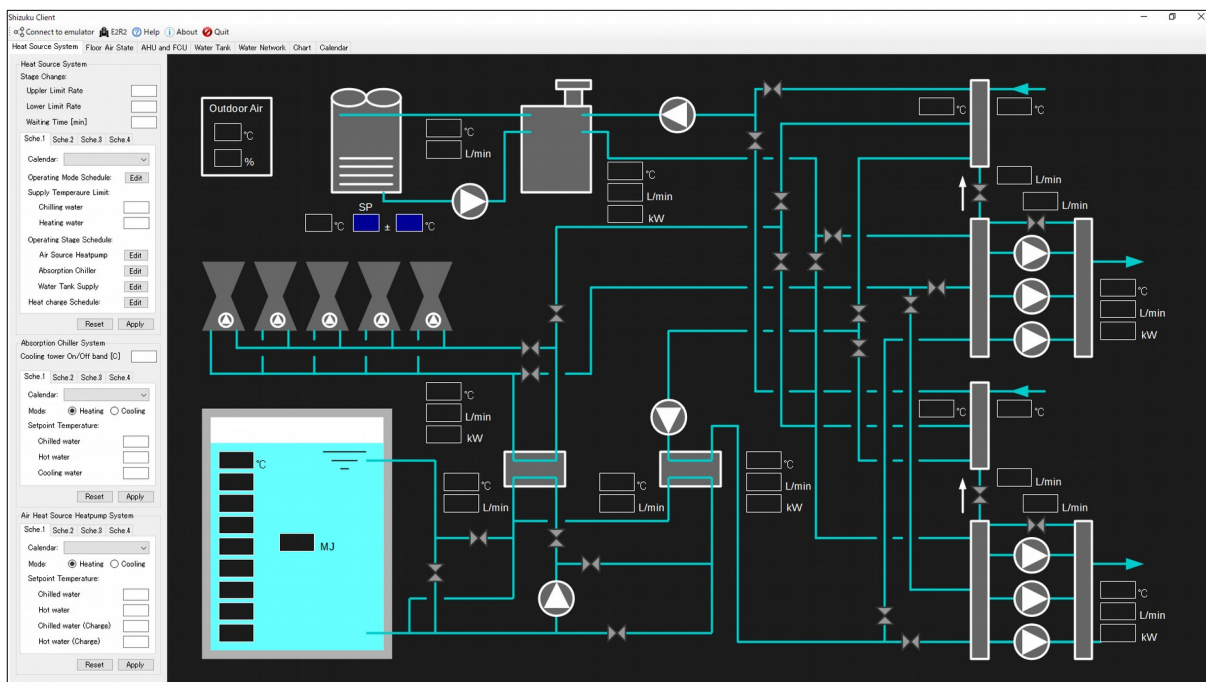 Shizuku Client
Connect to emulator E2R2 Help About Quit
Heat Source System Floor Air State AHU and FCU Water Tank Water Network Chart Calendar
Heat Source System
Stage Change:
Uppler Limit Rate
Lower Limit Rate
Waiting Time [min]
Sche.1 Sche.2 Sche.3 Sche.4
Calendar:
Operating Mode Schedule: Edit
Supply Temperaure Limit:
Chilling water
Heating water
Operating Stage Schedule:
Air Source Heatpump Edit
Absorption Chiller Edit
Water Tank Supply Edit
Heat charge Schedule: Edit
Reset Apply
Absorption Chiller System
Cooling tower On/Off band [C]
Sche.1 Sche.2 Sche.3 Sche.4
Calendar:
Mode: Heating Cooling
Setpoint Temperature:
Chilled water
Hot water
Cooling water
Reset Apply
Air Heat Source Heatpump System
Sche.1 Sche.2 Sche.3 Sche.4
Calendar:
Mode: Heating Cooling
Setpoint Temperature:
Chilled water
Hot water
Chilled water (Charge)
Hot water (Charge)
Reset Apply
Outdoor Air
℃
%
℃
L/min
℃
L/min
kW
SP
℃ ± ℃
℃ ℃
L/min
L/min
℃
L/min
kW
℃
L/min
kW
℃
L/min
℃
L/min
℃
L/min
kW
℃
MJ
℃ ℃
L/min
L/min
℃
L/min
kW